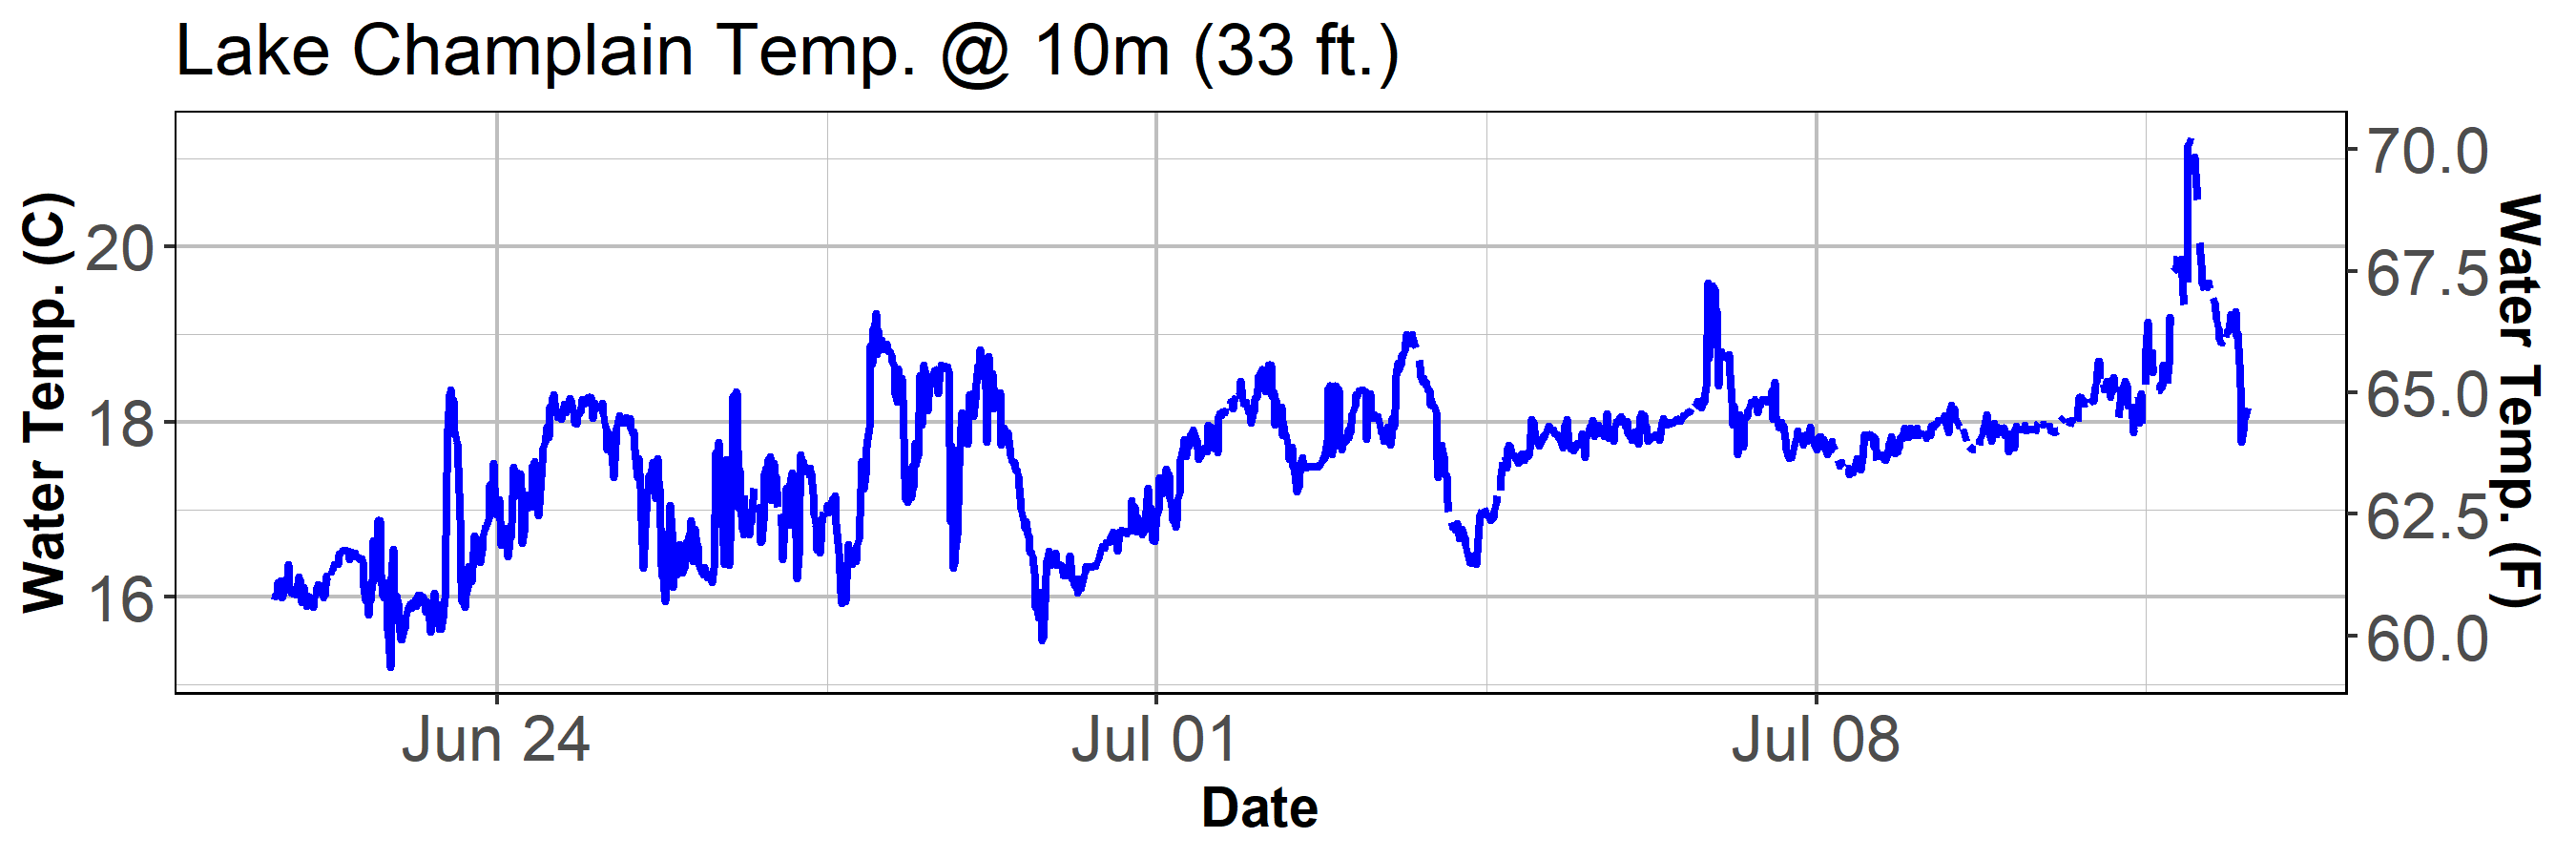 Lake Champlain Temp. @ 10m (33 ft.)
Water Temp. (C)
20
18
16
70.0
67.5
65.0
62.5
60.0
Water Temp. (F)
Jun 24
Jul 01
Jul 08
Date